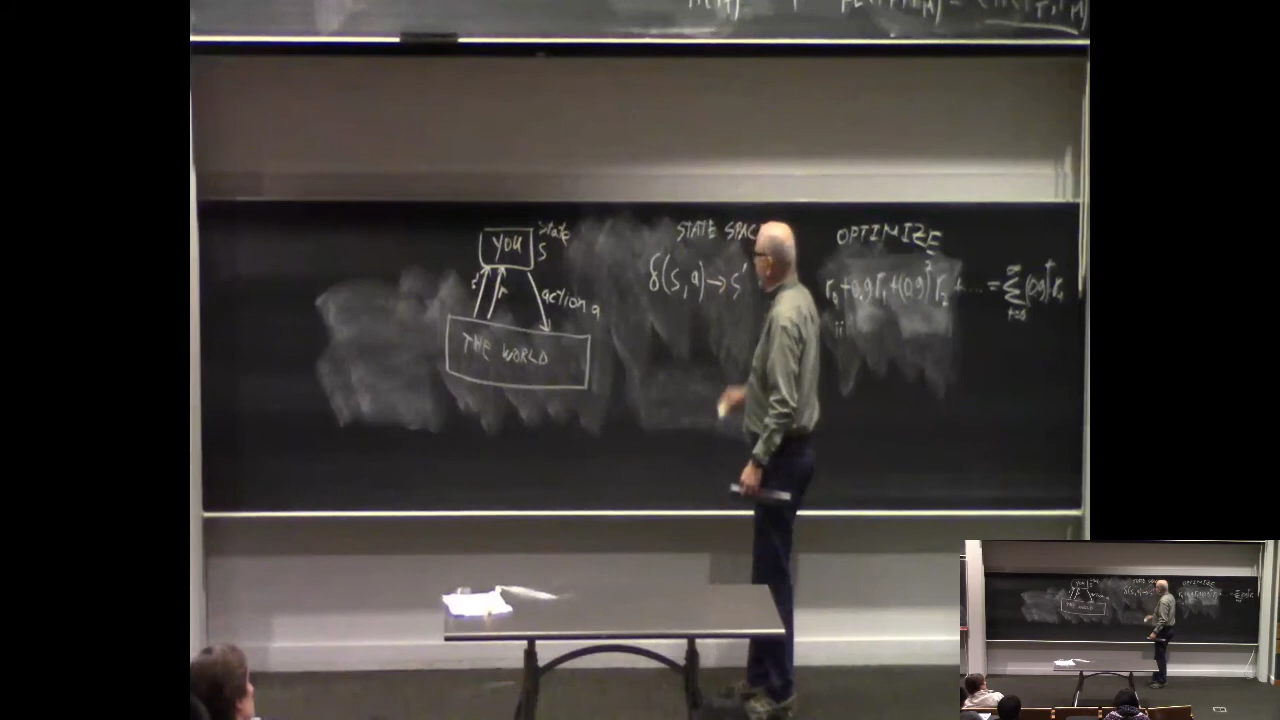 YOU
state
S
s' r
action a
THE WORLD
STATE SPAC
δ(s,a)→s'
OPTIMIZE
r₀+0.9r₁+(0.9)²r₂+... = ∑ (0.9)ᵗ rₜ
t=0